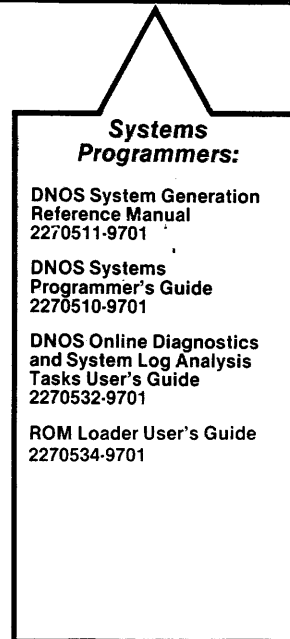 Systems
Programmers:
DNOS System Generation
Reference Manual
2270511-9701
DNOS Systems
Programmer's Guide
2270510-9701
DNOS Online Diagnostics
and System Log Analysis
Tasks User's Guide
2270532-9701
ROM Loader User's Guide
2270534-9701